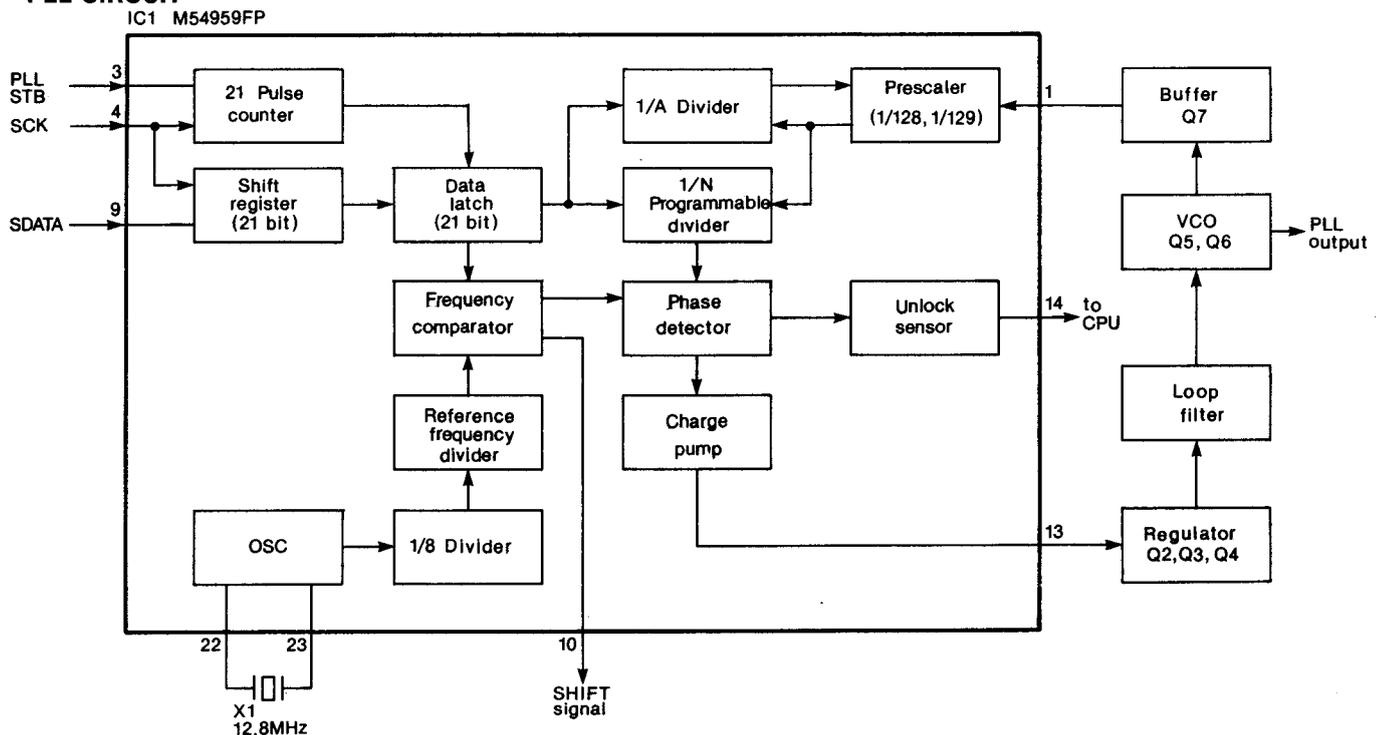 PLL CIRCUIT
IC1 M54959FP
PLL
STB
3
SCK
4
SDATA
9
21 Pulse
counter
Shift
register
(21 bit)
Data
latch
(21 bit)
1/A Divider
Prescaler
(1/128, 1/129)
1/N
Programmable
divider
1
Buffer
Q7
VCO
Q5, Q6
PLL
output
Frequency
comparator
Phase
detector
Unlock
sensor
14
to
CPU
Loop
filter
Reference
frequency
divider
Charge
pump
OSC
1/8 Divider
13
Regulator
Q2,Q3, Q4
22
23
10
X1
12.8MHz
SHIFT
signal